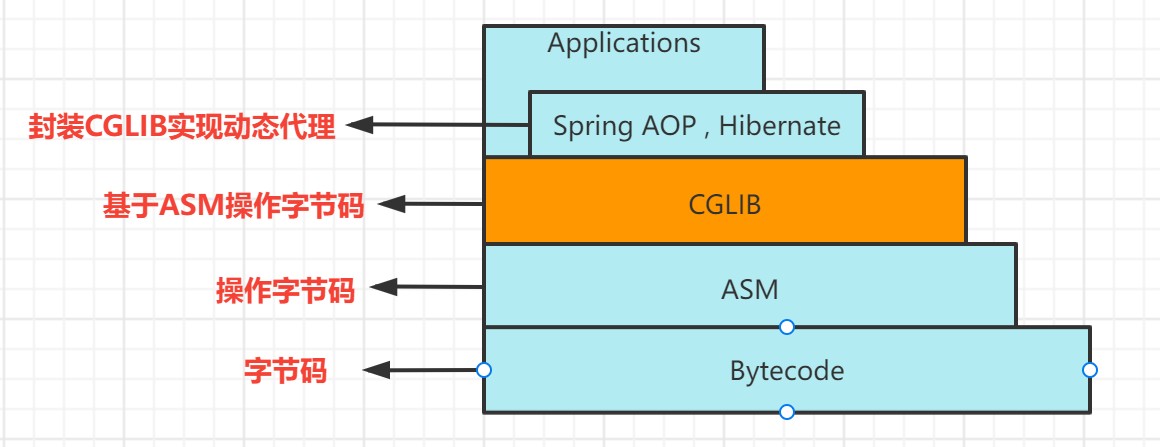 Applications
封装CGLIB实现动态代理
Spring AOP , Hibernate
基于ASM操作字节码
CGLIB
操作字节码
ASM
字节码
Bytecode